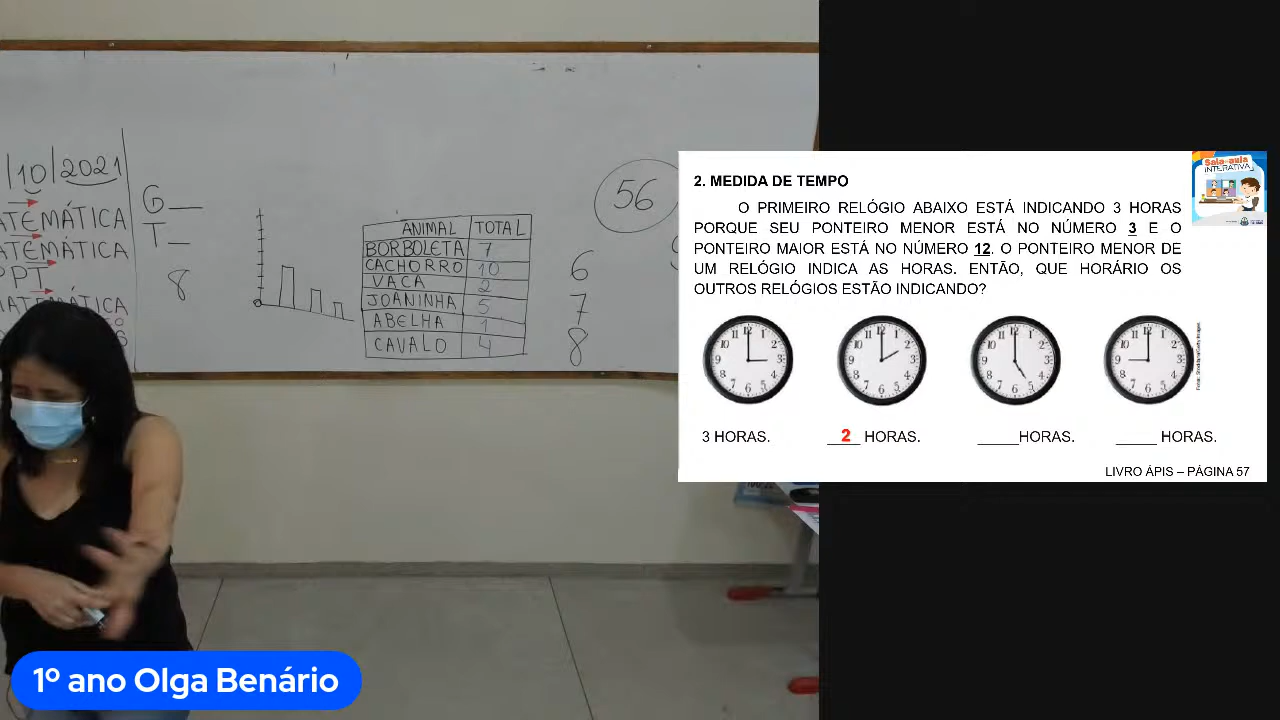 /10/2021
ATEMÁTICA
ATEMÁTICA
PPT
MATEMÁTICA
G
T
8
ANIMAL TOTAL
BORBOLETA 7
CACHORRO 10
VACA 2
JOANINHA 5
ABELHA 1
CAVALO 4
6
7
8
56
Sala de aula
INTERATIVA
2. MEDIDA DE TEMPO
O PRIMEIRO RELÓGIO ABAIXO ESTÁ INDICANDO 3 HORAS
PORQUE SEU PONTEIRO MENOR ESTÁ NO NÚMERO 3 E O
PONTEIRO MAIOR ESTÁ NO NÚMERO 12. O PONTEIRO MENOR DE
UM RELÓGIO INDICA AS HORAS. ENTÃO, QUE HORÁRIO OS
OUTROS RELÓGIOS ESTÃO INDICANDO?
3 HORAS. 2 HORAS. _____HORAS. _____ HORAS.
LIVRO ÁPIS – PÁGINA 57
1º ano Olga Benário